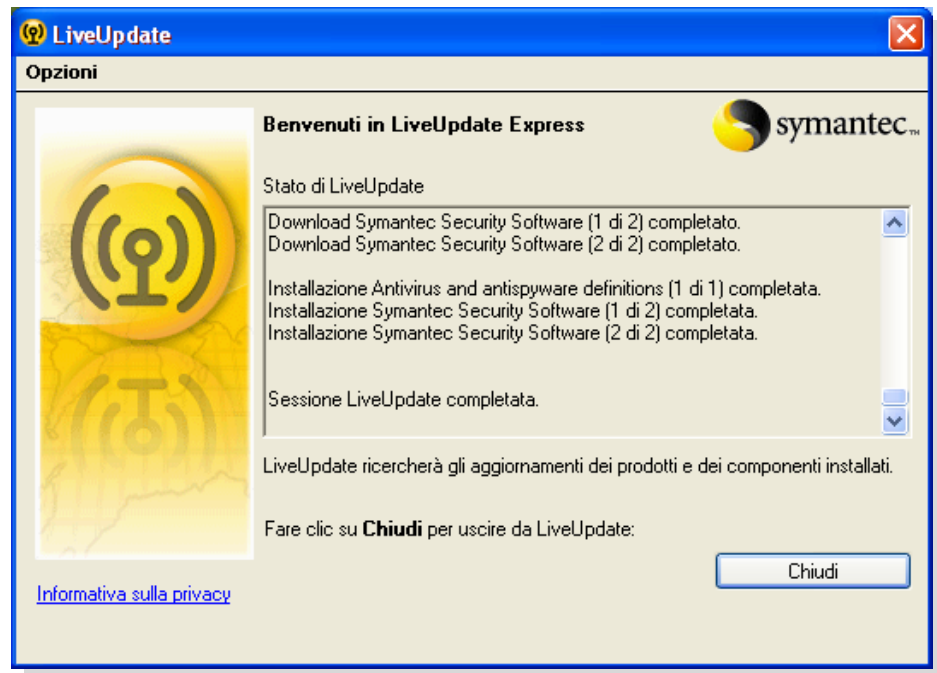 LiveUpdate
Opzioni
Benvenuti in LiveUpdate Express
symantec™
Stato di LiveUpdate
Download Symantec Security Software (1 di 2) completato.
Download Symantec Security Software (2 di 2) completato.
Installazione Antivirus and antispyware definitions (1 di 1) completata.
Installazione Symantec Security Software (1 di 2) completata.
Installazione Symantec Security Software (2 di 2) completata.
Sessione LiveUpdate completata.
LiveUpdate ricercherà gli aggiornamenti dei prodotti e dei componenti installati.
Fare clic su Chiudi per uscire da LiveUpdate:
Chiudi
Informativa sulla privacy